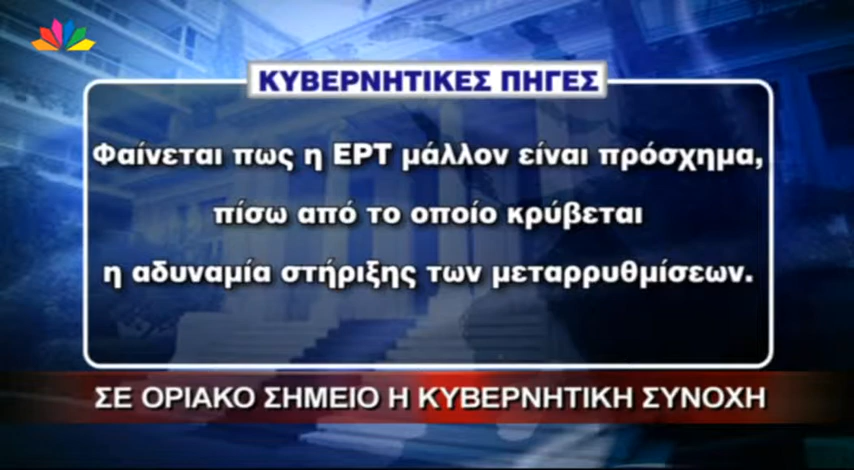 ΚΥΒΕΡΝΗΤΙΚΕΣ ΠΗΓΕΣ
Φαίνεται πως η ΕΡΤ μάλλον είναι πρόσχημα,
πίσω από το οποίο κρύβεται
η αδυναμία στήριξης των μεταρρυθμίσεων.
ΣΕ ΟΡΙΑΚΟ ΣΗΜΕΙΟ Η ΚΥΒΕΡΝΗΤΙΚΗ ΣΥΝΟΧΗ